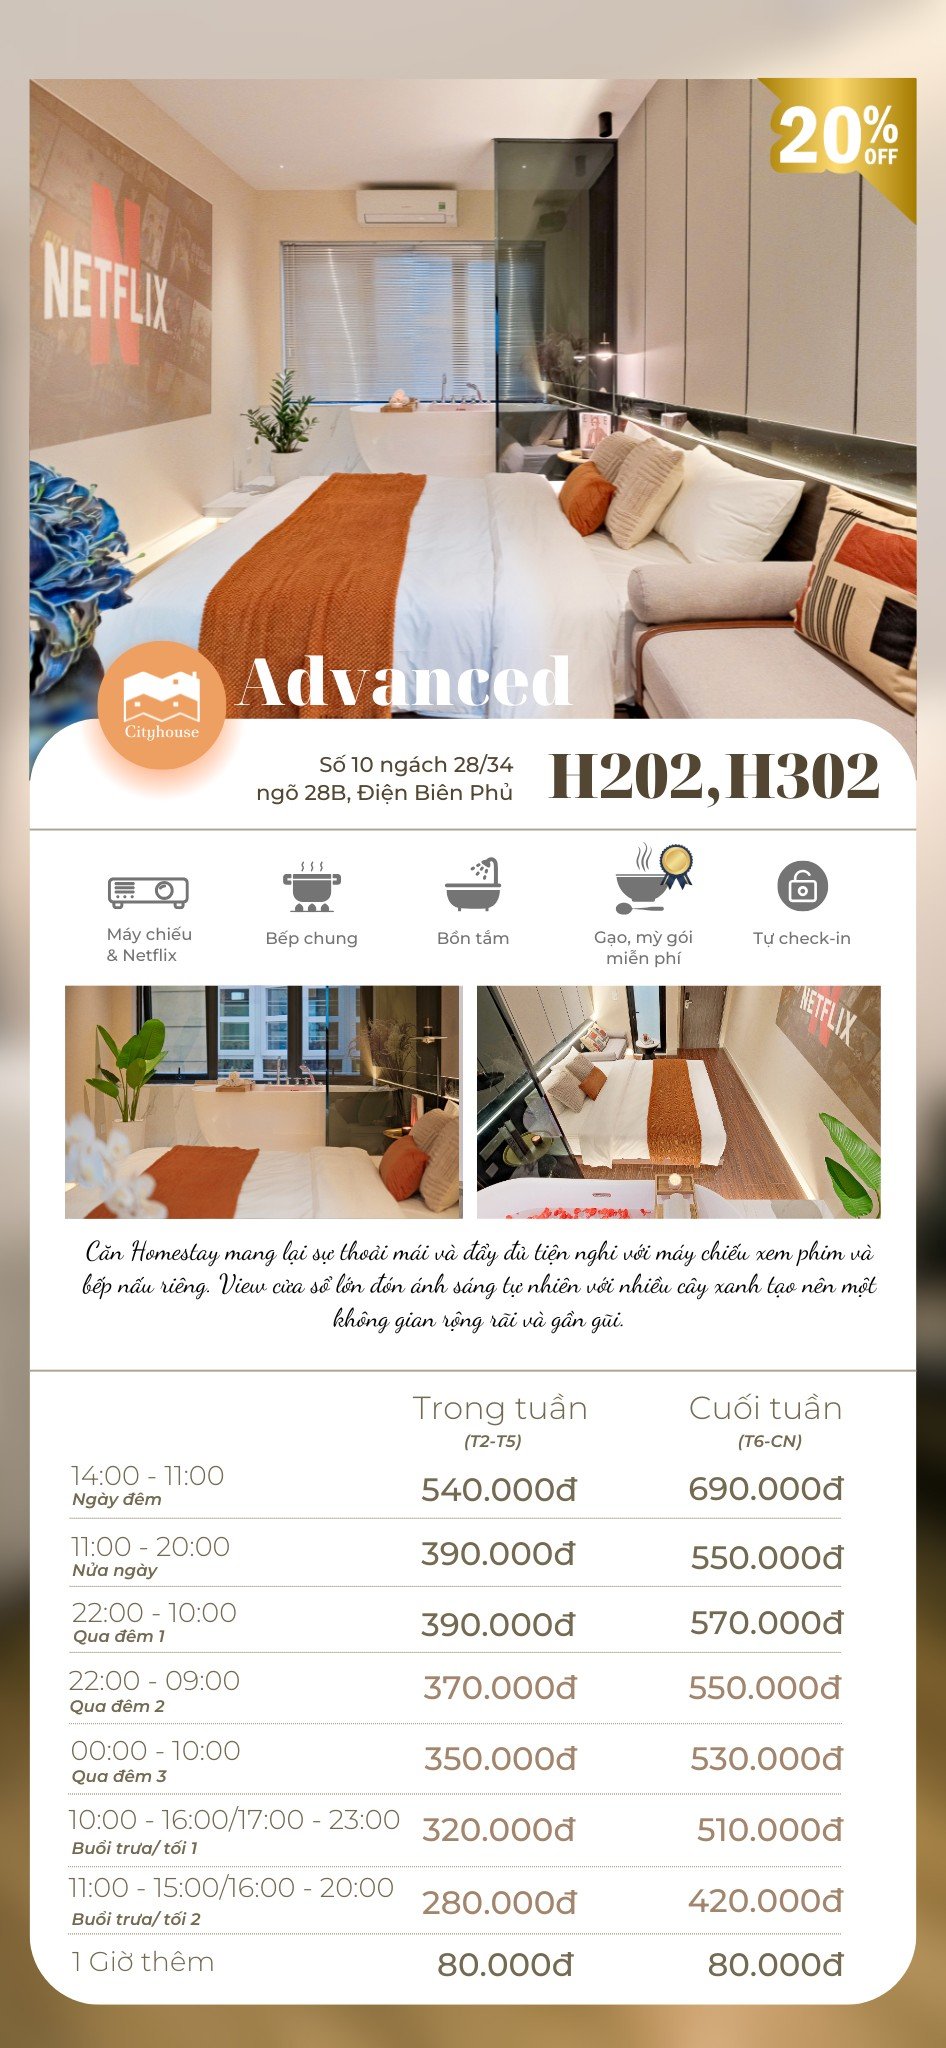 20%
OFF
NETFLIX
Advanced
Cityhouse
Số 10 ngách 28/34
ngõ 28B, Điện Biên Phủ
H202,H302
Máy chiếu
& Netflix
Bếp chung
Bồn tắm
Gạo, mỳ gói
miễn phí
Tự check-in
NETFLIX
Căn Homestay mang lại sự thoải mái và đầy đủ tiện nghi với máy chiếu xem phim và
bếp nấu riêng. View cửa sổ lớn đón ánh sáng tự nhiên với nhiều cây xanh tạo nên một
không gian rộng rãi và gần gũi.
Trong tuần Cuối tuần
(T2-T5) (T6-CN)
14:00 - 11:00 540.000đ 690.000đ
Ngày đêm
11:00 - 20:00 390.000đ 550.000đ
Nửa ngày
22:00 - 10:00 390.000đ 570.000đ
Qua đêm 1
22:00 - 09:00 370.000đ 550.000đ
Qua đêm 2
00:00 - 10:00 350.000đ 530.000đ
Qua đêm 3
10:00 - 16:00/17:00 - 23:00 320.000đ 510.000đ
Buổi trưa/ tối 1
11:00 - 15:00/16:00 - 20:00 280.000đ 420.000đ
Buổi trưa/ tối 2
1 Giờ thêm 80.000đ 80.000đ